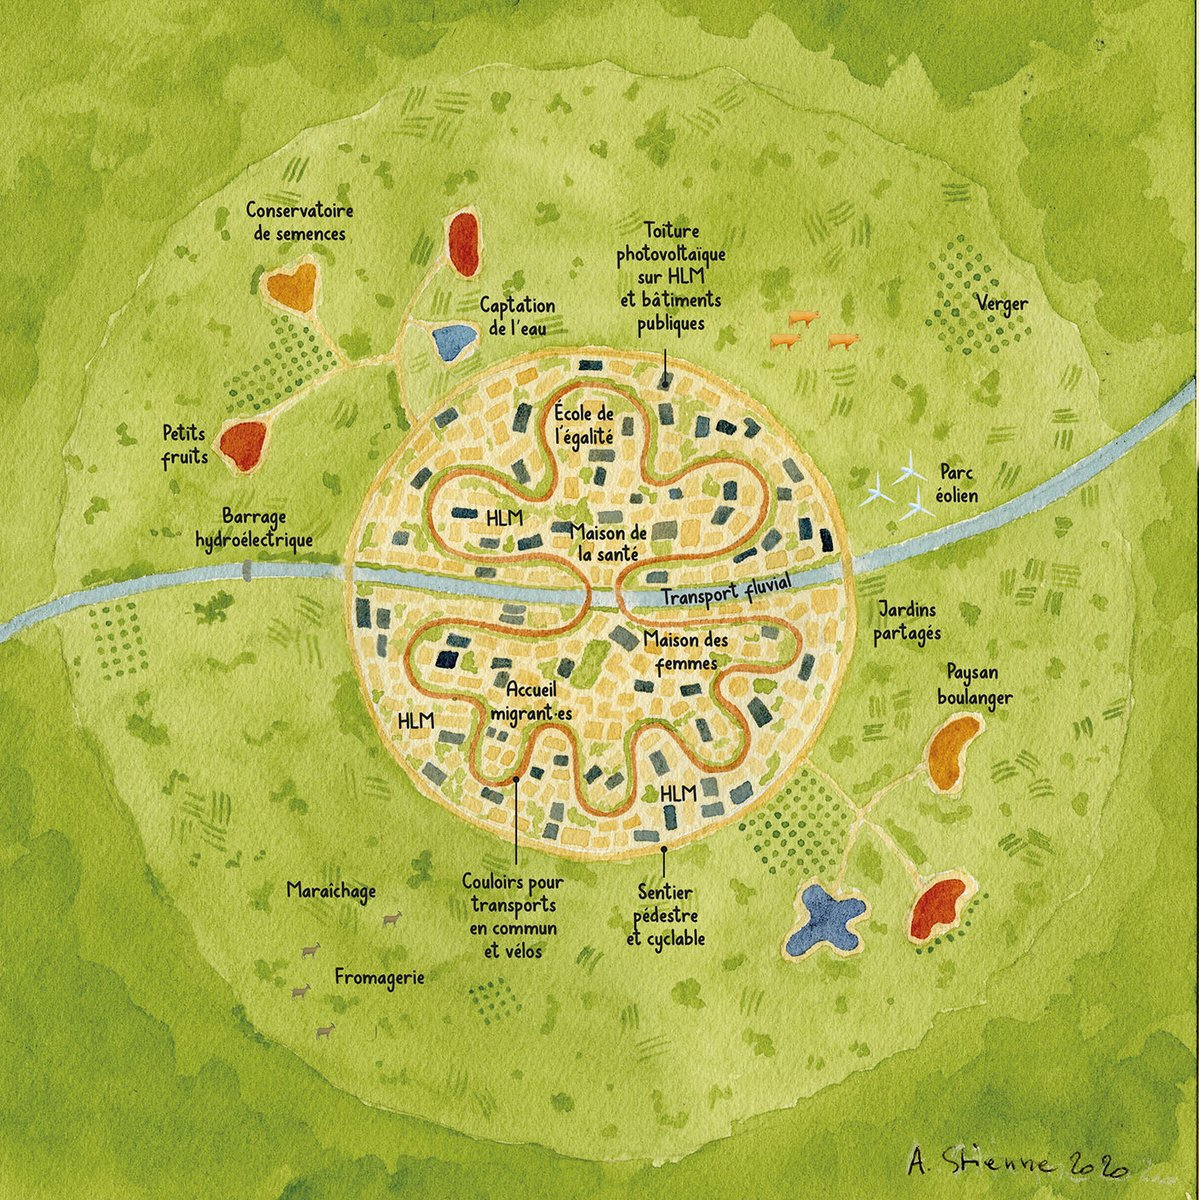 Conservatoire
de semences
Toiture
photovoltaïque
sur HLM
et bâtiments
publiques
Captation
de l'eau
Verger
École de
l'égalité
Petits
fruits
Parc
éolien
Barrage
hydroélectrique
HLM
Maison de
la santé
Transport fluvial
Jardins
partagés
Maison des
femmes
Paysan
boulanger
Accueil
migrant·es
HLM
HLM
Maraîchage
Couloirs pour
transports
en commun
et vélos
Sentier
pédestre
et cyclable
Fromagerie
A. Stienne 2020